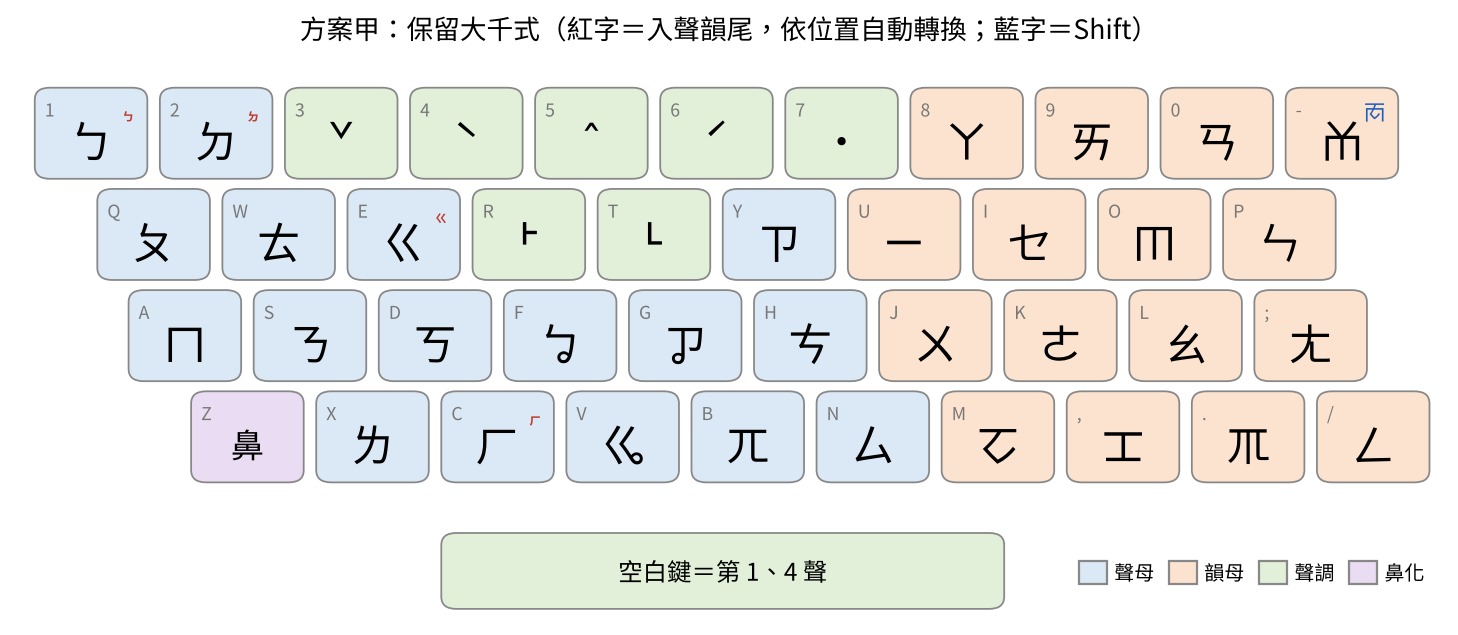 方案甲：保留大千式（紅字＝入聲韻尾，依位置自動轉換；藍字＝Shift）
1 ㄅ ㄅ 2 ㄉ ㄉ 3 ˇ 4 ˋ 5 ˆ 6 ˊ 7 ˙ 8 ㄚ 9 ㄞ 0 ㄢ -
Q ㄆ W ㄊ E ㄍ ㄍ R ㆵ T ㆶ Y ㄗ U ㄧ I ㄝ O ㆬ P ㄣ
A ㄇ S ㄋ D ㄎ F ㆠ G ㆡ H ㄘ J ㄨ K ㄜ L ㄠ ; ㄤ
Z 鼻 X ㄌ C ㄏ ㄏ V ㆣ B ㄫ N ㄙ M ㆦ , ㆤ . / ㄥ
空白鍵＝第 1、4 聲
聲母 韻母 聲調 鼻化